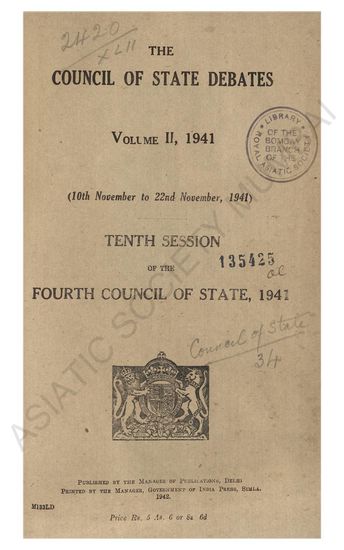 2420
XLII
THE
COUNCIL OF STATE DEBATES
VOLUME II, 1941
LIBRARY
OF THE
BOMBAY
BRANCH
OF THE
ROYAL ASIATIC SOCIETY
(10th November to 22nd November, 1941)
TENTH SESSION
135425
OF THE
FOURTH COUNCIL OF STATE, 1941
Council of State
34
PUBLISHED BY THE MANAGER OF PUBLICATIONS, DELHI
PRINTED BY THE MANAGER, GOVERNMENT OF INDIA PRESS, SIMLA.
1942.
M133LD
Price Rs. 5 As. 6 or 8s 6d
ASIATIC SOCIETY MUMBAI